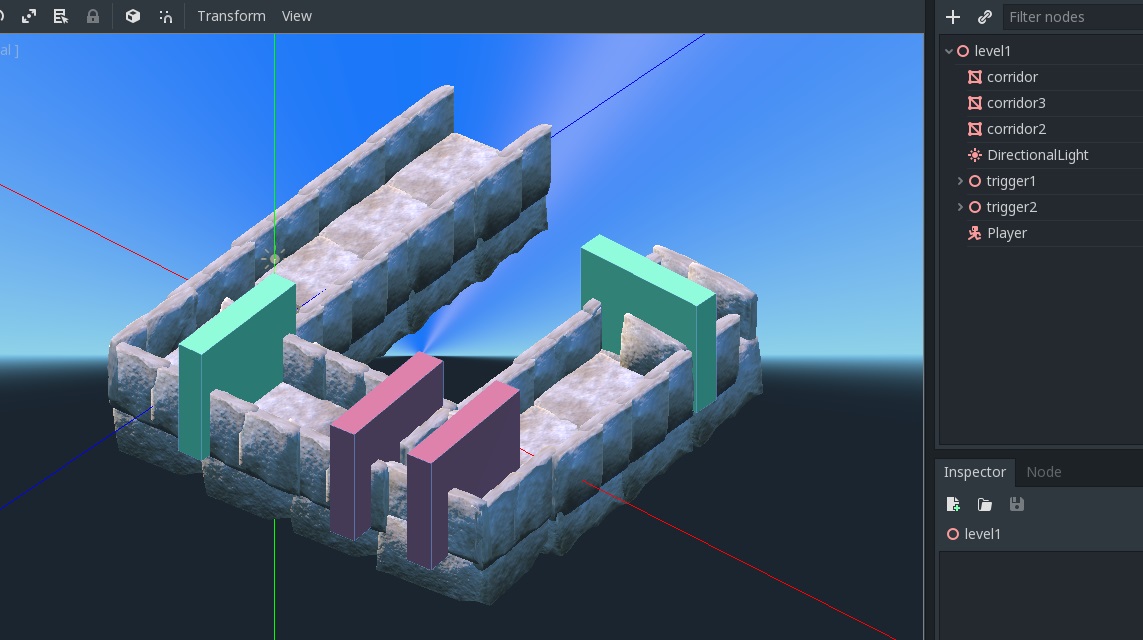 Transform View
Filter nodes
al ]
level1
corridor
corridor3
corridor2
DirectionalLight
trigger1
trigger2
Player
Inspector Node
level1